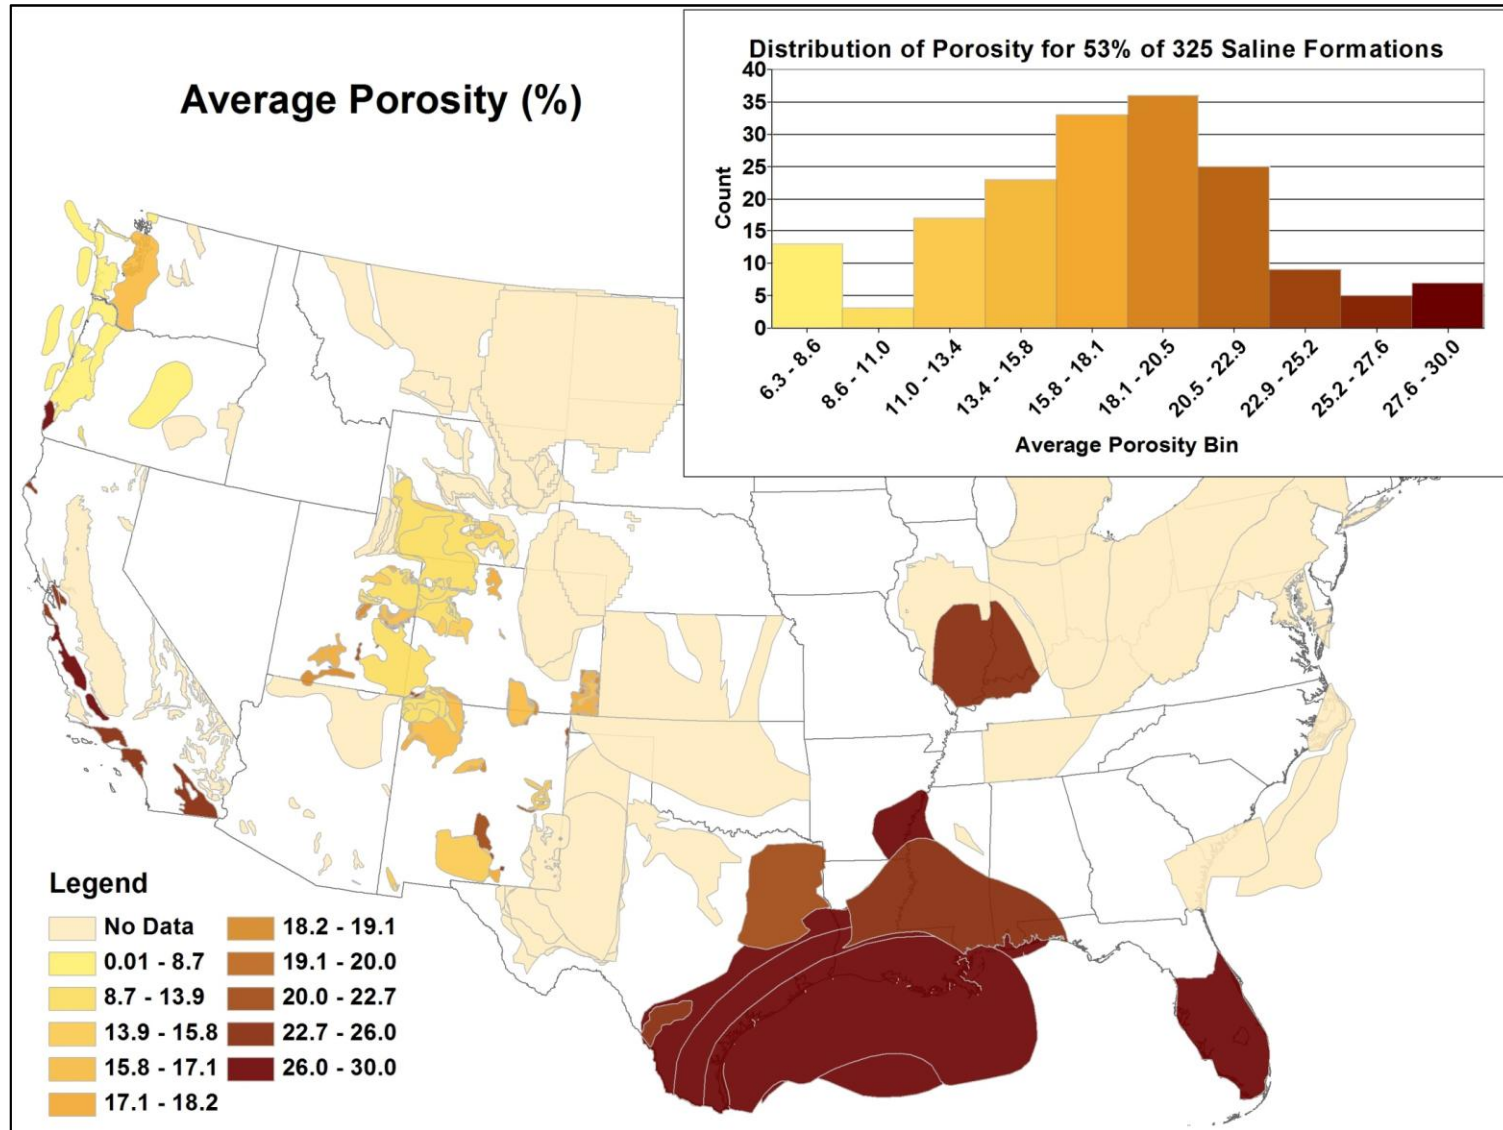 Average Porosity (%)
Distribution of Porosity for 53% of 325 Saline Formations
Count
40
35
30
25
20
15
10
5
0
6.3 - 8.6
8.6 - 11.0
11.0 - 13.4
13.4 - 15.8
15.8 - 18.1
18.1 - 20.5
20.5 - 22.9
22.9 - 25.2
25.2 - 27.6
27.6 - 30.0
Average Porosity Bin
Legend
No Data
0.01 - 8.7
8.7 - 13.9
13.9 - 15.8
15.8 - 17.1
17.1 - 18.2
18.2 - 19.1
19.1 - 20.0
20.0 - 22.7
22.7 - 26.0
26.0 - 30.0